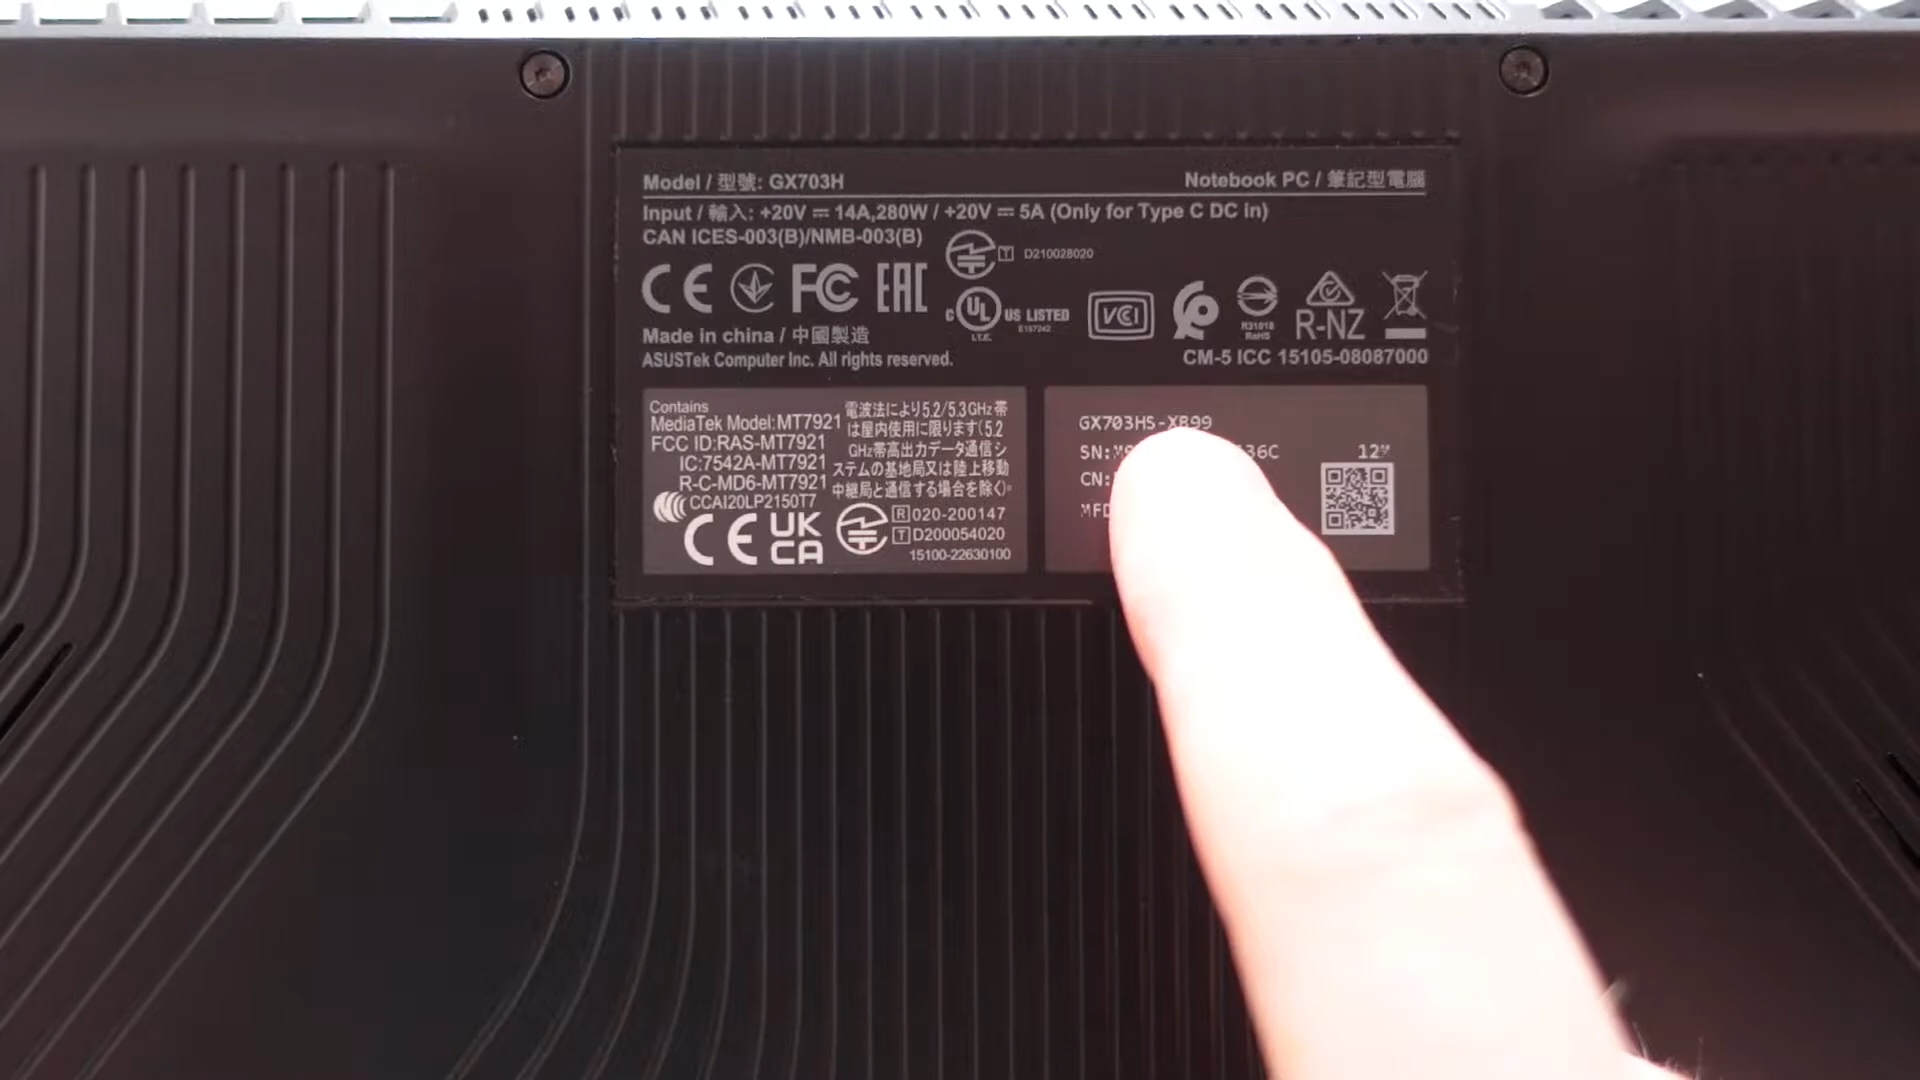 Model / 型號: GX703H
Notebook PC / 筆記型電腦
Input / 輸入: +20V ⎓ 14A,280W / +20V ⎓ 5A (Only for Type C DC in)
CAN ICES-003(B)/NMB-003(B)
T D210028020
CE FC EAC
C UL US LISTED
E157242
I.T.E.
VCCI
R31018
RoHS
R-NZ
Made in china / 中國製造
ASUSTek Computer Inc. All rights reserved.
CM-5 ICC 15105-08087000
Contains
MediaTek Model:MT7921
FCC ID:RAS-MT7921
IC:7542A-MT7921
R-C-MD6-MT7921
CCAI20LP2150T7
CE UK
CA
電波法により5.2/5.3GHz帯
は屋内使用に限ります(5.2
GHz帯高出力データ通信シ
ステムの基地局又は陸上移動
中継局と通信する場合を除く)。
R 020-200147
T D200054020
15100-22630100
GX703HS-XB99
SN: 36C
12M
CN:
MFD